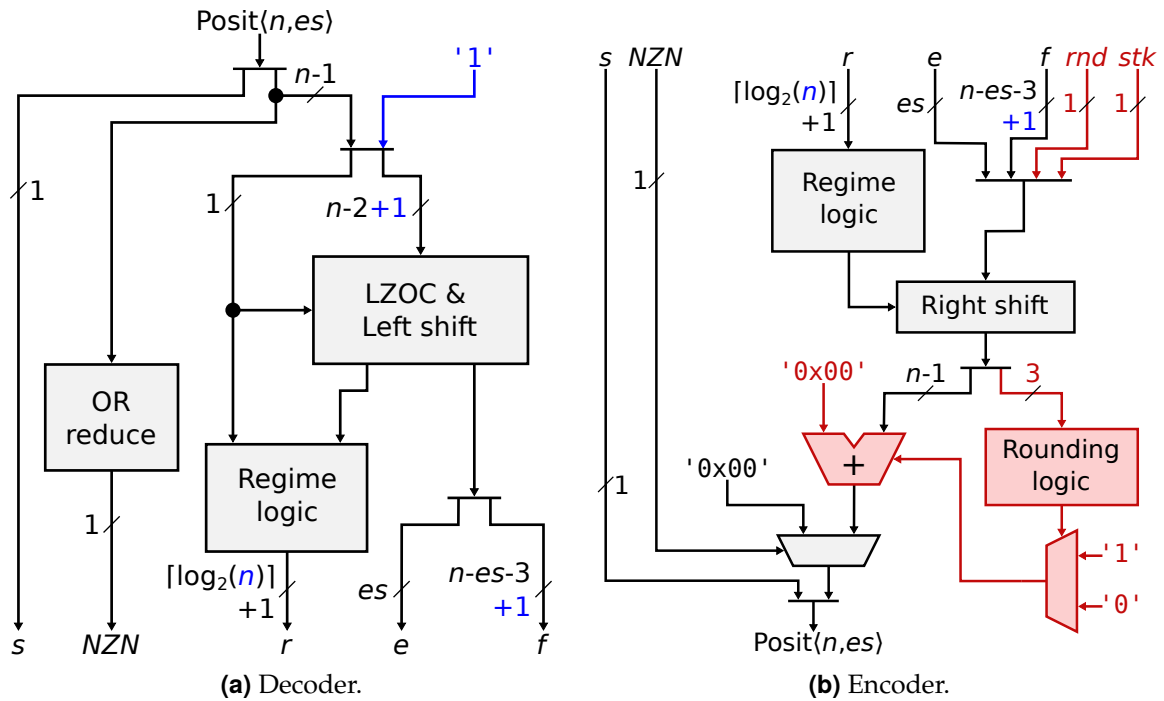 Posit⟨n,es⟩
n-1
'1'
1
1
n-2+1
LZOC &
Left shift
OR
reduce
Regime
logic
1
⌈log₂(n)⌉
+1
es
n-es-3
+1
s
NZN
r
e
f
(a) Decoder.
s
NZN
r
e
f
rnd
stk
⌈log₂(n)⌉
+1
es
n-es-3
+1
1
1
1
Regime
logic
Right shift
'0x00'
n-1
3
+
Rounding
logic
'0x00'
1
'1'
'0'
Posit⟨n,es⟩
(b) Encoder.